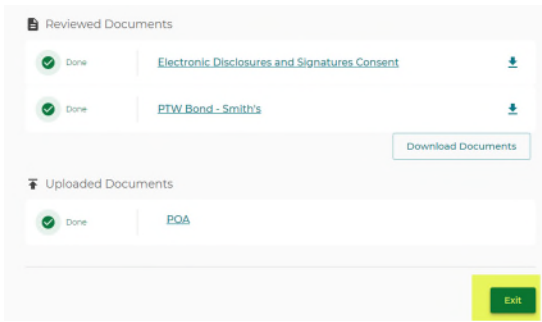 Reviewed Documents
Done Electronic Disclosures and Signatures Consent
Done PTW Bond - Smith's
Download Documents
Uploaded Documents
Done POA
Exit